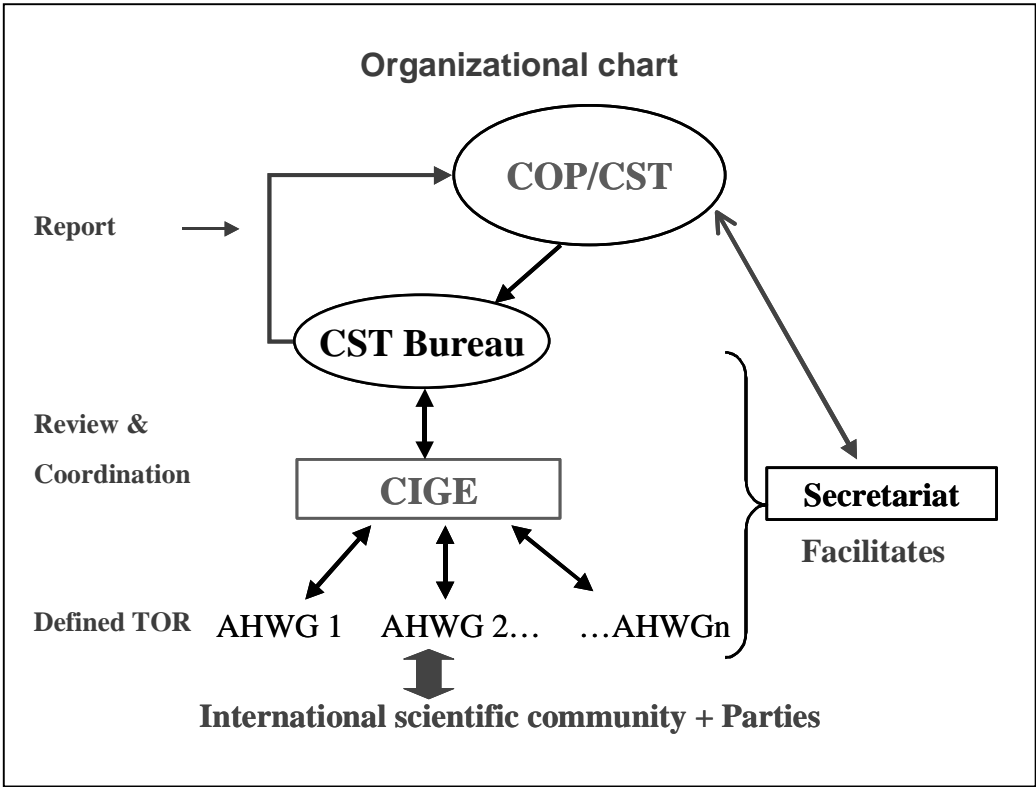 Organizational chart
COP/CST
Report
CST Bureau
Review &
Coordination
CIGE
Secretariat
Facilitates
Defined TOR
AHWG 1
AHWG 2…
…AHWGn
International scientific community + Parties